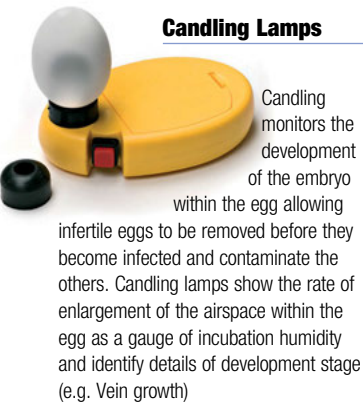 Candling Lamps
Candling
monitors the
development
of the embryo
within the egg allowing
infertile eggs to be removed before they
become infected and contaminate the
others. Candling lamps show the rate of
enlargement of the airspace within the
egg as a gauge of incubation humidity
and identify details of development stage
(e.g. Vein growth)